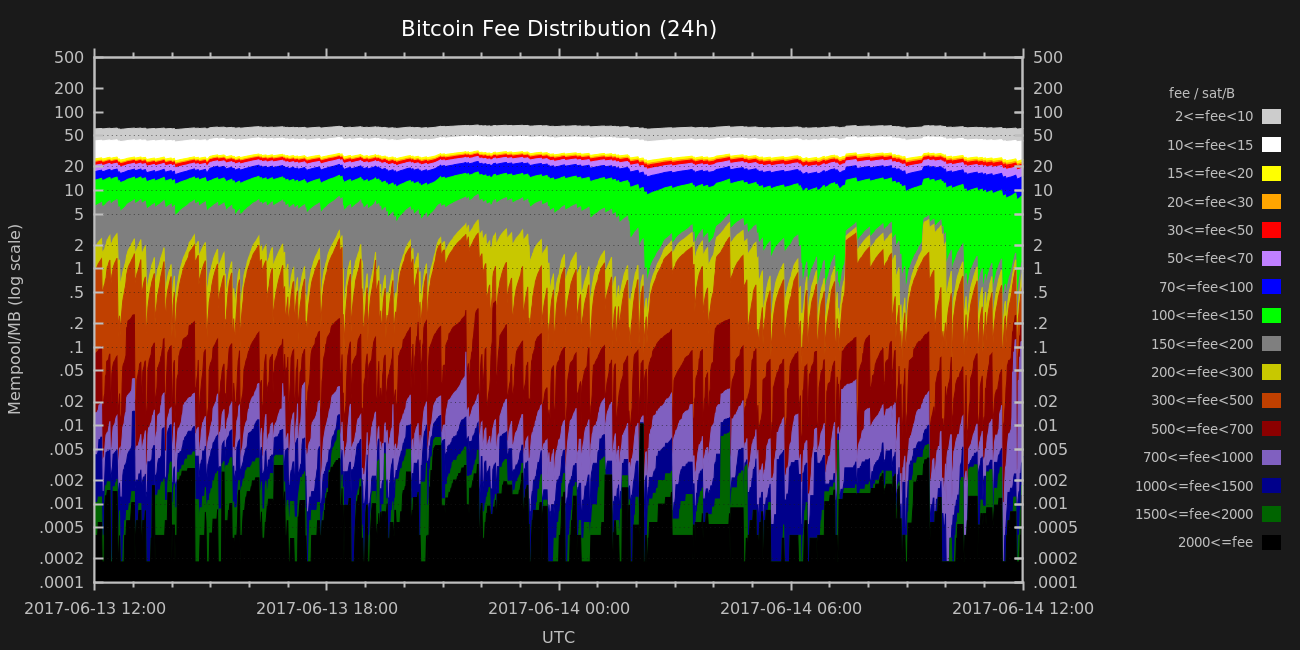 Bitcoin Fee Distribution (24h)
500
200
100
50
20
10
5
2
1
.5
.2
.1
.05
.02
.01
.005
.002
.001
.0005
.0002
.0001
Mempool/MB (log scale)
500
200
100
50
20
10
5
2
1
.5
.2
.1
.05
.02
.01
.005
.002
.001
.0005
.0002
.0001
2017-06-13 12:00 2017-06-13 18:00 2017-06-14 00:00 2017-06-14 06:00 2017-06-14 12:00
UTC
fee / sat/B
2<=fee<10
10<=fee<15
15<=fee<20
20<=fee<30
30<=fee<50
50<=fee<70
70<=fee<100
100<=fee<150
150<=fee<200
200<=fee<300
300<=fee<500
500<=fee<700
700<=fee<1000
1000<=fee<1500
1500<=fee<2000
2000<=fee